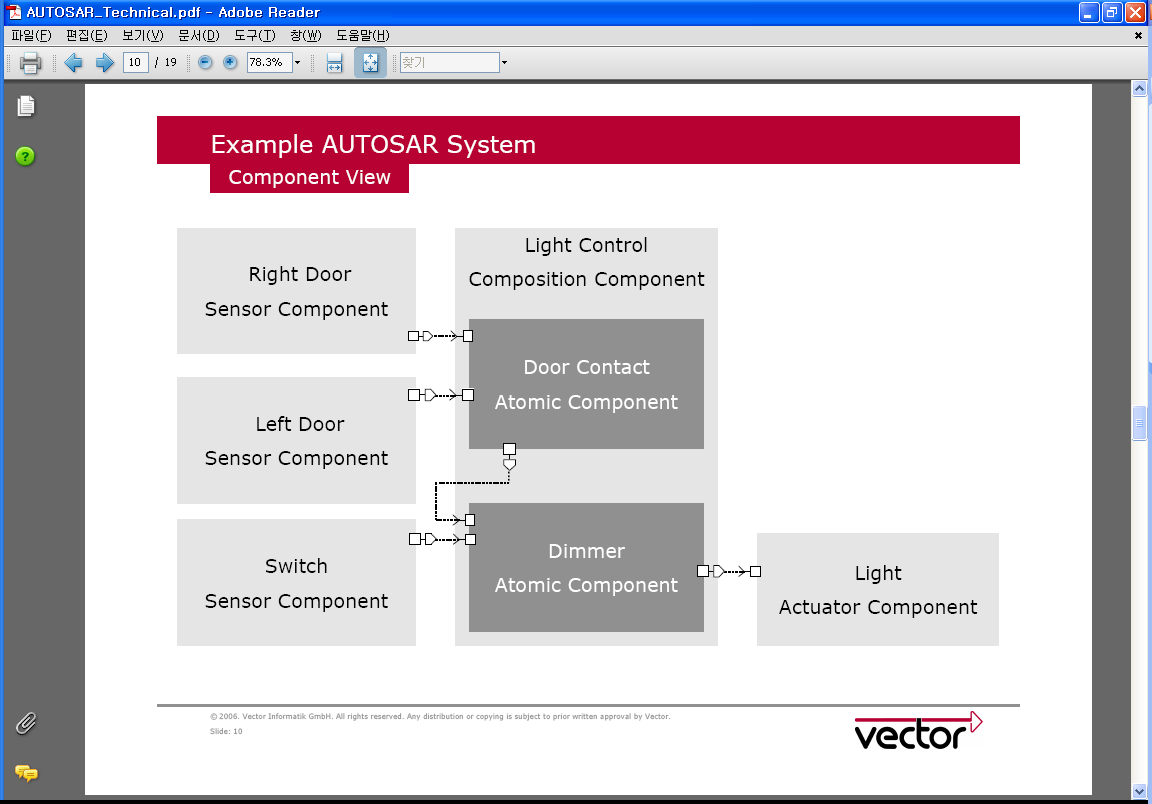 AUTOSAR_Technical.pdf - Adobe Reader
파일(F) 편집(E) 보기(V) 문서(D) 도구(T) 창(W) 도움말(H)
10 / 19 78.3% 찾기
Example AUTOSAR System
Component View
Right Door
Sensor Component
Left Door
Sensor Component
Switch
Sensor Component
Light Control
Composition Component
Door Contact
Atomic Component
Dimmer
Atomic Component
Light
Actuator Component
© 2006. Vector Informatik GmbH. All rights reserved. Any distribution or copying is subject to prior written approval by Vector.
Slide: 10
vector